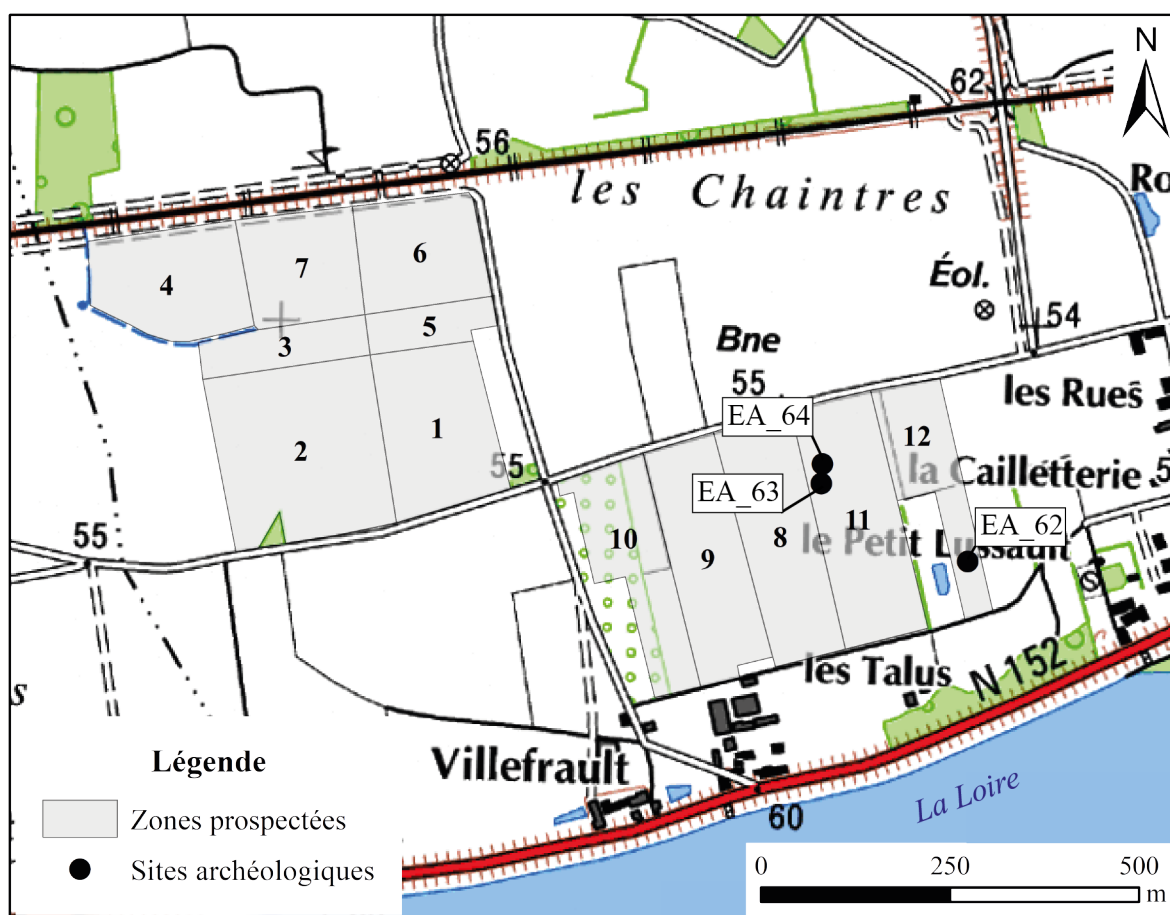 N
62
56
les Chaintres
Ro
6
7
4
Éol.
54
5
3
Bne
55
les Rues
EA_64
1
12
2
55
la Cailletterie
5
EA_63
EA_62
55
11
8
10
le Petit Lussault
9
les Talus
N 152
s
Légende
Villefrault
La Loire
Zones prospectées
60
Sites archéologiques
0 250 500
m